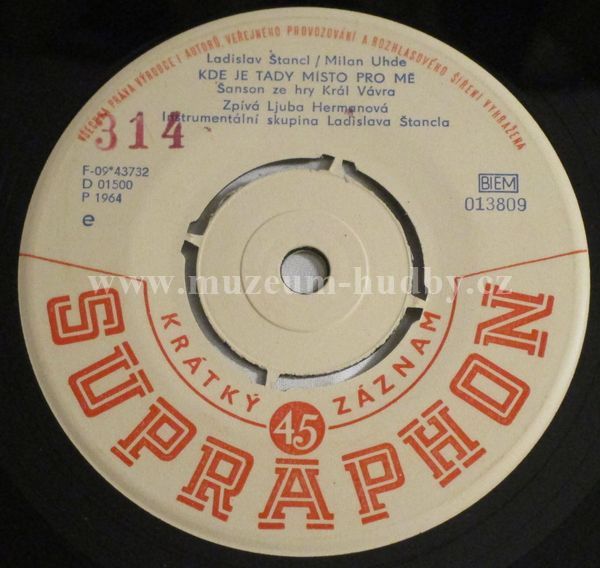 VŠECHNA PRÁVA VÝROBCE I AUTORŮ, VEŘEJNÉHO PROVOZOVÁNÍ A ROZHLASOVÉHO ŠÍŘENÍ VYHRAŽENA
Ladislav Štancl/Milan Uhde
KDE JE TADY MÍSTO PRO MĚ
Šanson ze hry Král Vávra
Zpívá Ljuba Hermanová
Instrumentální skupina Ladislava Štancla
314
F-09*43732
D 01500
P 1964
e
BIEM
013809
www.muzeum-hudby.cz
KRÁTKÝ 45 ZÁZNAM
SUPRAPHON